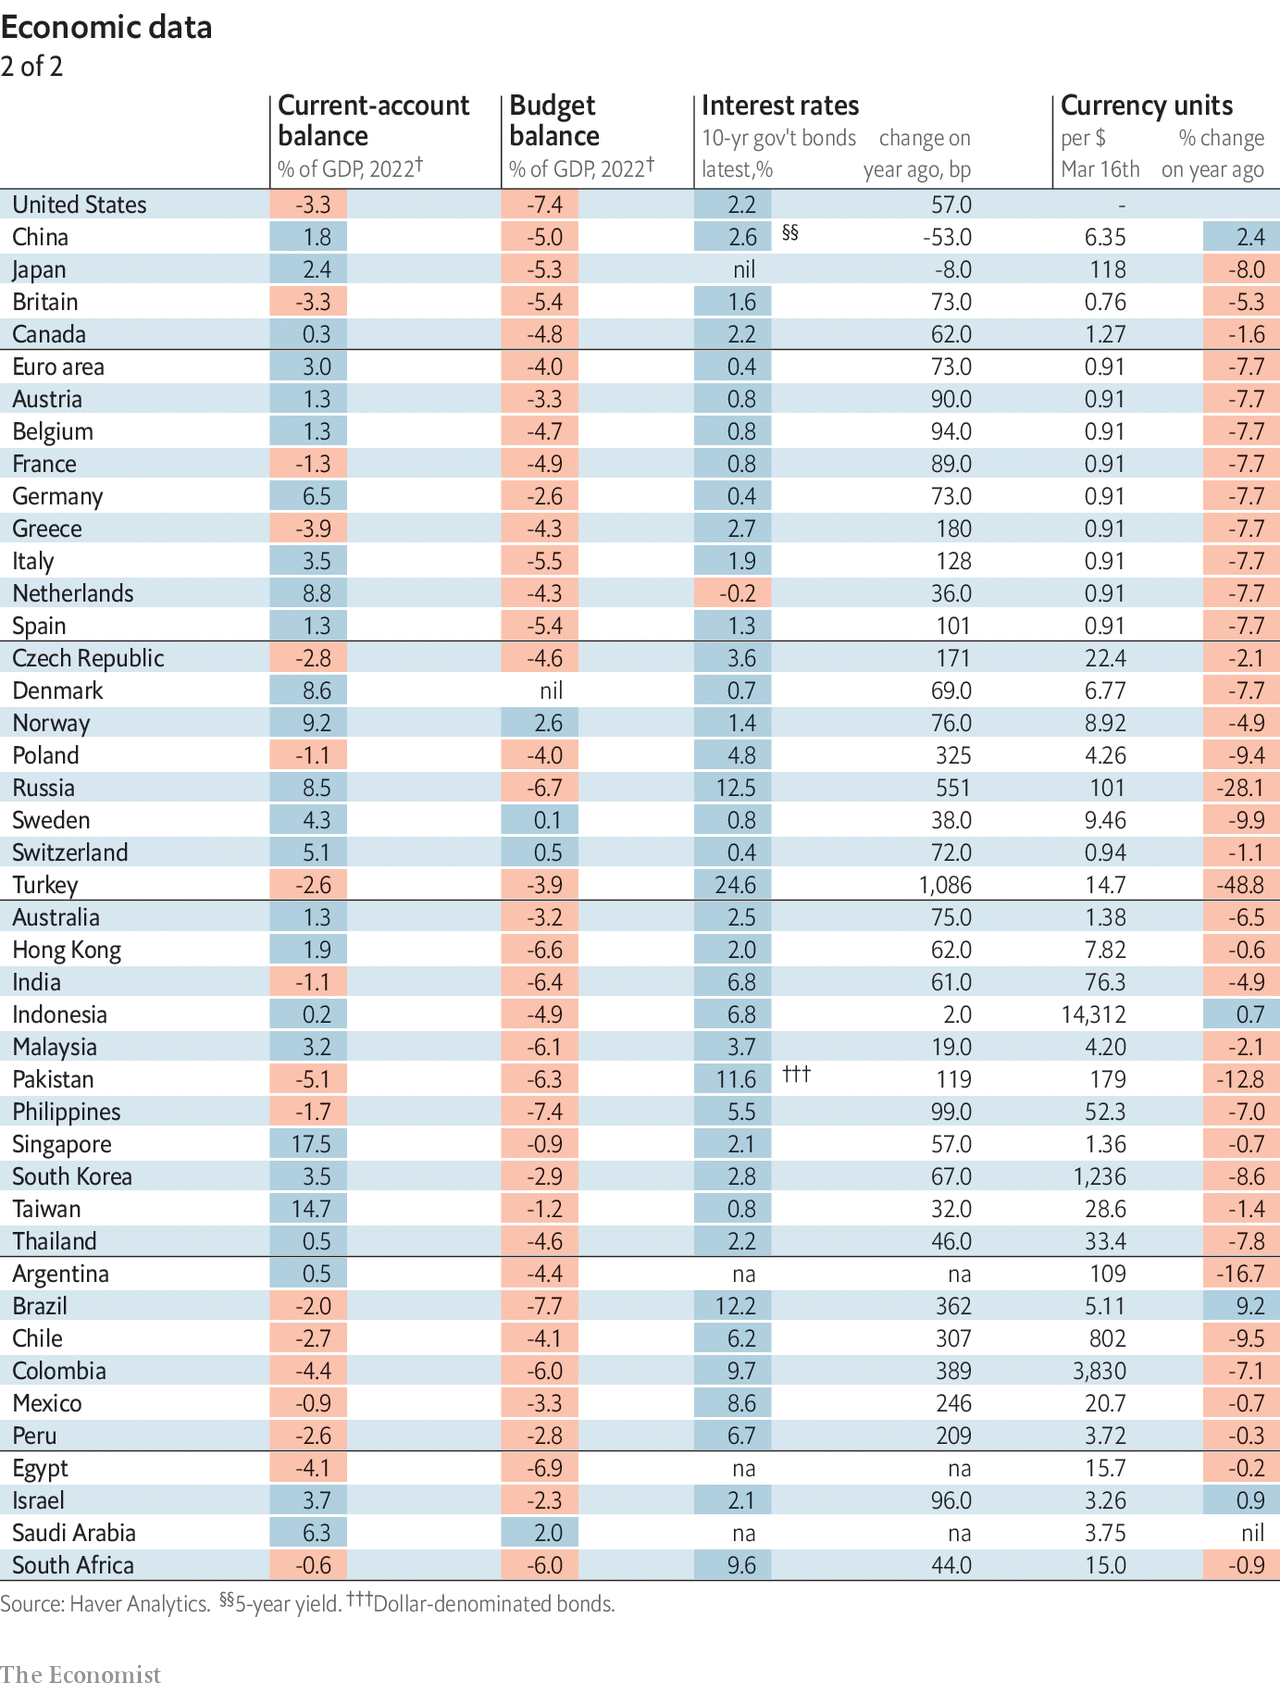 Economic data
2 of 2
Current-account balance % of GDP, 2022† Budget balance % of GDP, 2022† Interest rates 10-yr gov't bonds latest,% change on year ago, bp Currency units per $ Mar 16th % change on year ago
United States -3.3 -7.4 2.2 57.0 -
China 1.8 -5.0 2.6 §§ -53.0 6.35 2.4
Japan 2.4 -5.3 nil -8.0 118 -8.0
Britain -3.3 -5.4 1.6 73.0 0.76 -5.3
Canada 0.3 -4.8 2.2 62.0 1.27 -1.6
Euro area 3.0 -4.0 0.4 73.0 0.91 -7.7
Austria 1.3 -3.3 0.8 90.0 0.91 -7.7
Belgium 1.3 -4.7 0.8 94.0 0.91 -7.7
France -1.3 -4.9 0.8 89.0 0.91 -7.7
Germany 6.5 -2.6 0.4 73.0 0.91 -7.7
Greece -3.9 -4.3 2.7 180 0.91 -7.7
Italy 3.5 -5.5 1.9 128 0.91 -7.7
Netherlands 8.8 -4.3 -0.2 36.0 0.91 -7.7
Spain 1.3 -5.4 1.3 101 0.91 -7.7
Czech Republic -2.8 -4.6 3.6 171 22.4 -2.1
Denmark 8.6 nil 0.7 69.0 6.77 -7.7
Norway 9.2 2.6 1.4 76.0 8.92 -4.9
Poland -1.1 -4.0 4.8 325 4.26 -9.4
Russia 8.5 -6.7 12.5 551 101 -28.1
Sweden 4.3 0.1 0.8 38.0 9.46 -9.9
Switzerland 5.1 0.5 0.4 72.0 0.94 -1.1
Turkey -2.6 -3.9 24.6 1,086 14.7 -48.8
Australia 1.3 -3.2 2.5 75.0 1.38 -6.5
Hong Kong 1.9 -6.6 2.0 62.0 7.82 -0.6
India -1.1 -6.4 6.8 61.0 76.3 -4.9
Indonesia 0.2 -4.9 6.8 2.0 14,312 0.7
Malaysia 3.2 -6.1 3.7 19.0 4.20 -2.1
Pakistan -5.1 -6.3 11.6 ††† 119 179 -12.8
Philippines -1.7 -7.4 5.5 99.0 52.3 -7.0
Singapore 17.5 -0.9 2.1 57.0 1.36 -0.7
South Korea 3.5 -2.9 2.8 67.0 1,236 -8.6
Taiwan 14.7 -1.2 0.8 32.0 28.6 -1.4
Thailand 0.5 -4.6 2.2 46.0 33.4 -7.8
Argentina 0.5 -4.4 na na 109 -16.7
Brazil -2.0 -7.7 12.2 362 5.11 9.2
Chile -2.7 -4.1 6.2 307 802 -9.5
Colombia -4.4 -6.0 9.7 389 3,830 -7.1
Mexico -0.9 -3.3 8.6 246 20.7 -0.7
Peru -2.6 -2.8 6.7 209 3.72 -0.3
Egypt -4.1 -6.9 na na 15.7 -0.2
Israel 3.7 -2.3 2.1 96.0 3.26 0.9
Saudi Arabia 6.3 2.0 na na 3.75 nil
South Africa -0.6 -6.0 9.6 44.0 15.0 -0.9
Source: Haver Analytics. §§5-year yield. †††Dollar-denominated bonds.
The Economist